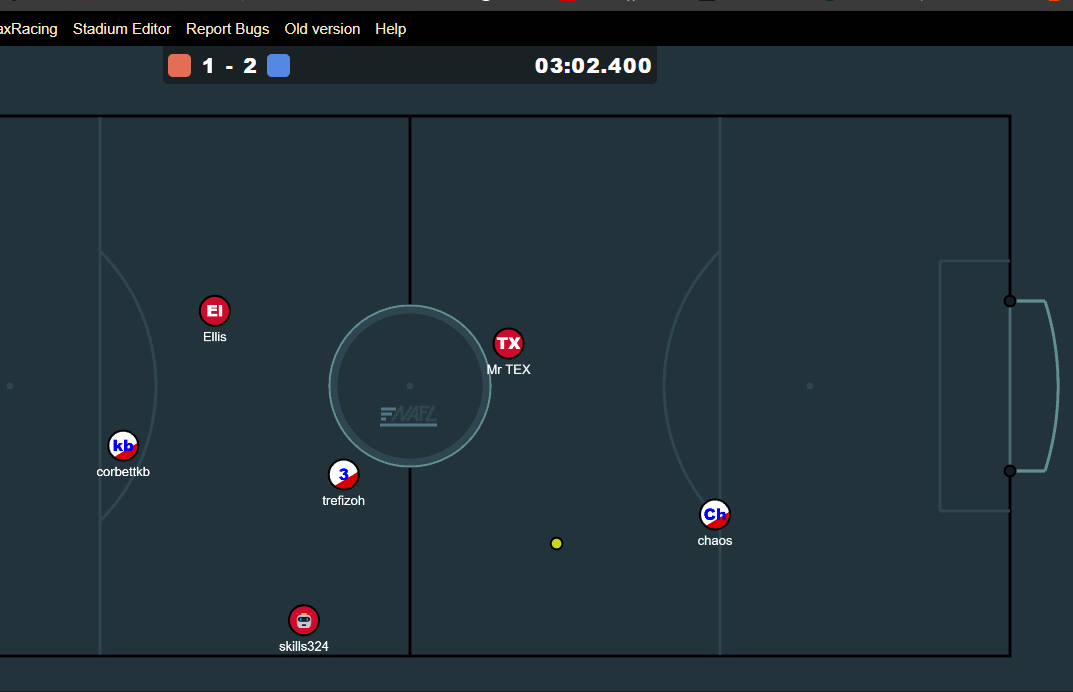 axRacing Stadium Editor Report Bugs Old version Help
1 - 2 03:02.400
El
Ellis
TX
Mr TEX
NAFL
kb
corbettkb
3
trefizoh
Ch
chaos
skills324